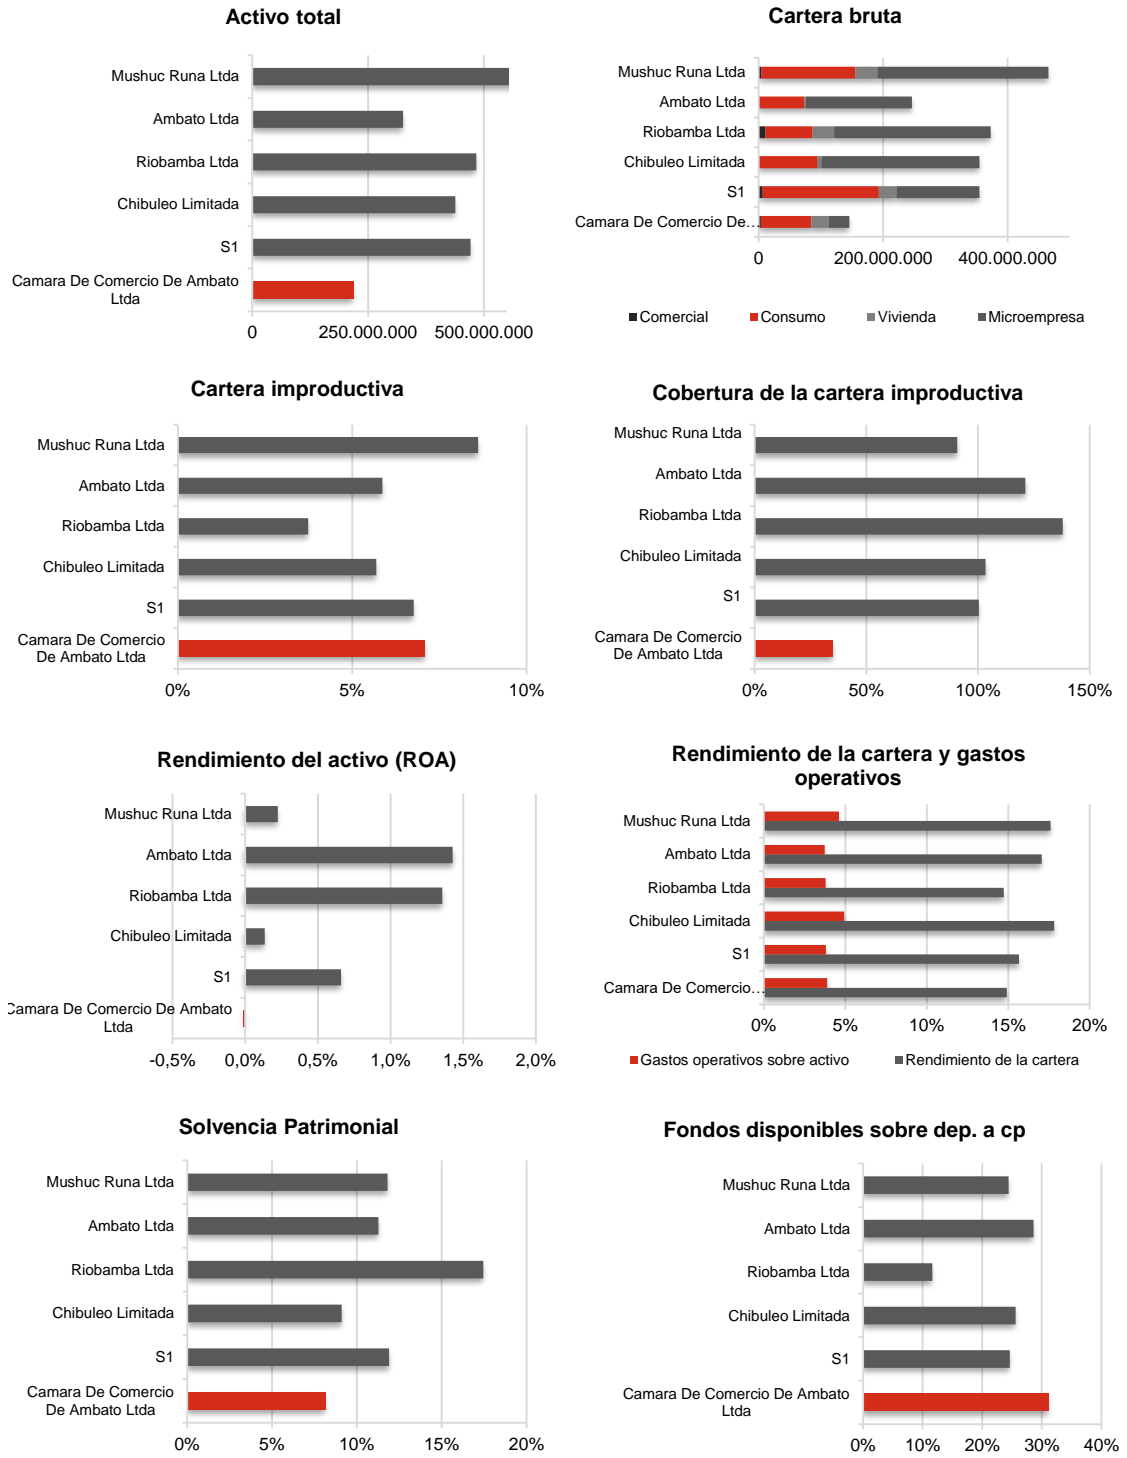 Activo total
Mushuc Runa Ltda
Ambato Ltda
Riobamba Ltda
Chibuleo Limitada
S1
Camara De Comercio De Ambato
Ltda
0 250.000.000 500.000.000
Cartera bruta
Mushuc Runa Ltda
Ambato Ltda
Riobamba Ltda
Chibuleo Limitada
S1
Camara De Comercio De…
0 200.000.000 400.000.000
Comercial Consumo Vivienda Microempresa
Cartera improductiva
Mushuc Runa Ltda
Ambato Ltda
Riobamba Ltda
Chibuleo Limitada
S1
Camara De Comercio
De Ambato Ltda
0% 5% 10%
Cobertura de la cartera improductiva
Mushuc Runa Ltda
Ambato Ltda
Riobamba Ltda
Chibuleo Limitada
S1
Camara De Comercio
De Ambato Ltda
0% 50% 100% 150%
Rendimiento del activo (ROA)
Mushuc Runa Ltda
Ambato Ltda
Riobamba Ltda
Chibuleo Limitada
S1
Camara De Comercio De Ambato
Ltda
-0,5% 0,0% 0,5% 1,0% 1,5% 2,0%
Rendimiento de la cartera y gastos
operativos
Mushuc Runa Ltda
Ambato Ltda
Riobamba Ltda
Chibuleo Limitada
S1
Camara De Comercio…
0% 5% 10% 15% 20%
Gastos operativos sobre activo Rendimiento de la cartera
Solvencia Patrimonial
Mushuc Runa Ltda
Ambato Ltda
Riobamba Ltda
Chibuleo Limitada
S1
Camara De Comercio
De Ambato Ltda
0% 5% 10% 15% 20%
Fondos disponibles sobre dep. a cp
Mushuc Runa Ltda
Ambato Ltda
Riobamba Ltda
Chibuleo Limitada
S1
Camara De Comercio De Ambato
Ltda
0% 10% 20% 30% 40%